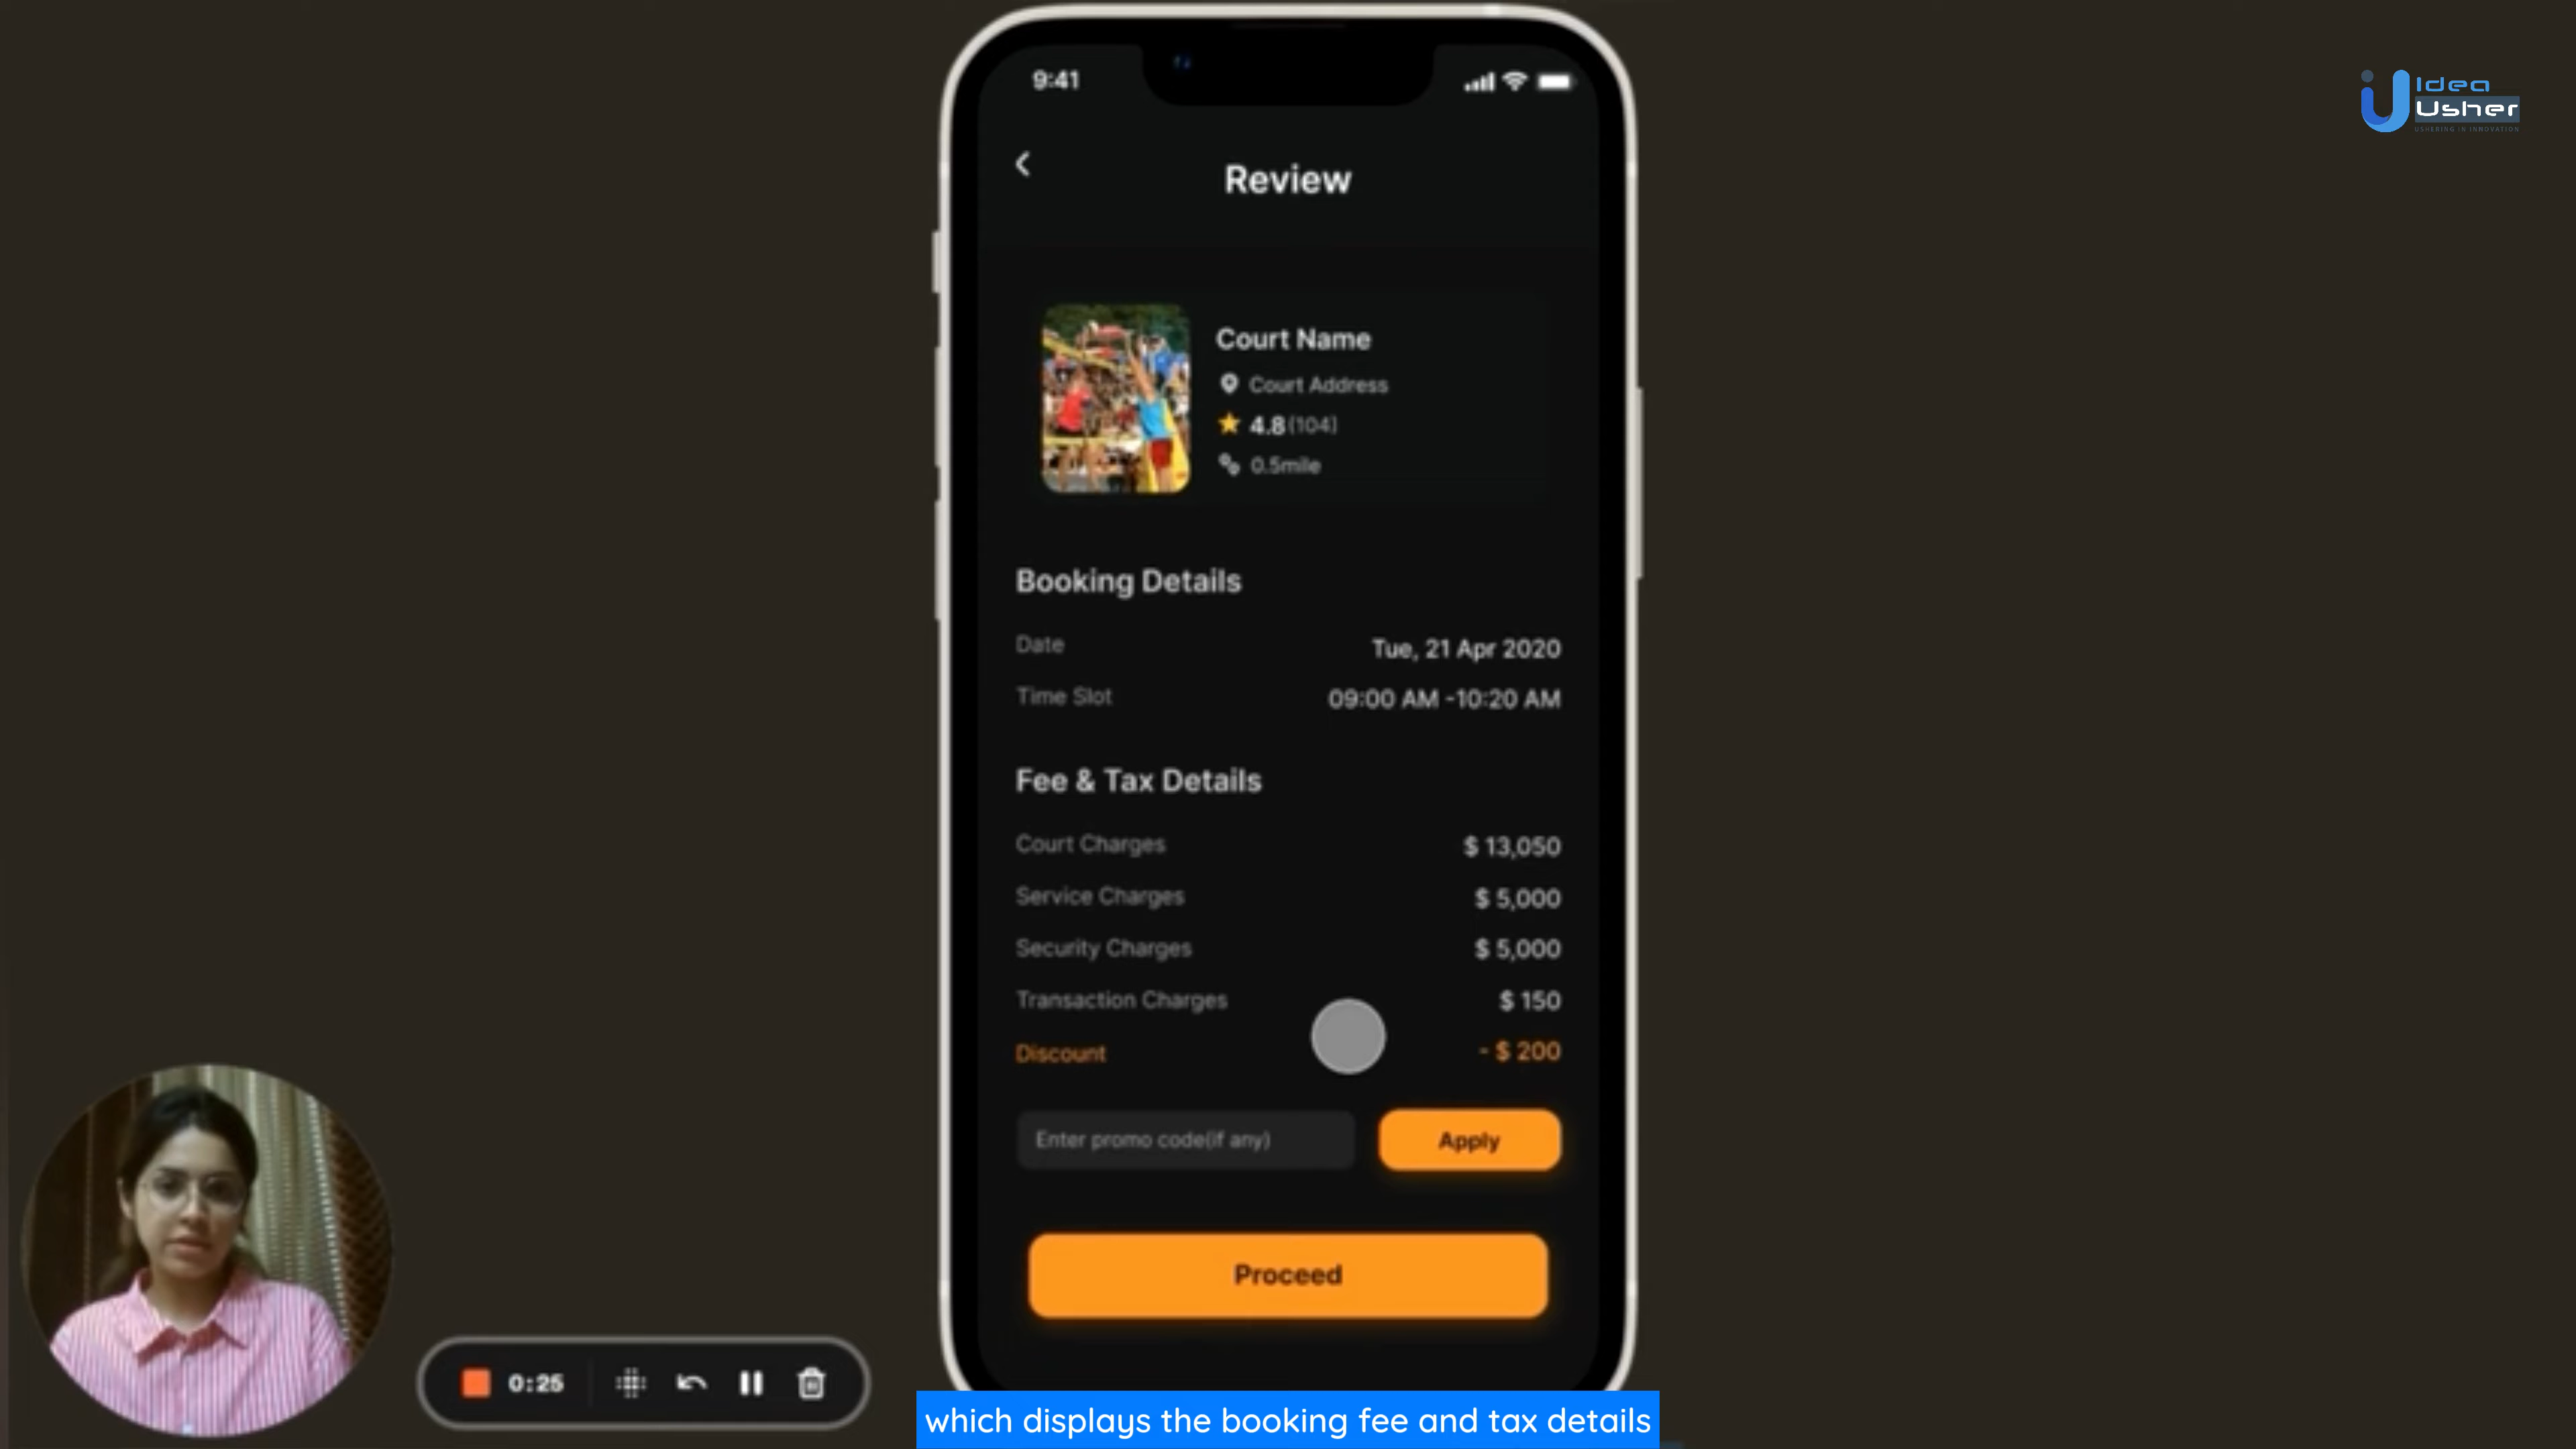 9:41
Idea
Usher
USHERING IN INNOVATION
Review
Court Name
Court Address
4.8(104)
0.5mile
Booking Details
Date Tue, 21 Apr 2020
Time Slot 09:00 AM -10:20 AM
Fee & Tax Details
Court Charges $ 13,050
Service Charges $ 5,000
Security Charges $ 5,000
Transaction Charges $ 150
Discount - $ 200
Enter promo code(if any) Apply
Proceed
0:25
which displays the booking fee and tax details